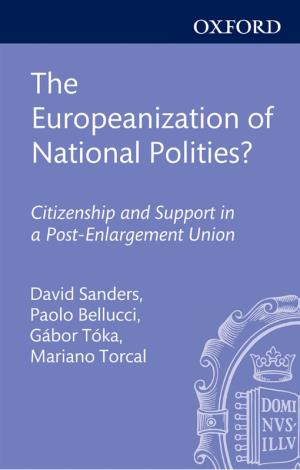 OXFORD
The
Europeanization of
National Polities?
Citizenship and Support in
a Post-Enlargement Union
David Sanders,
Paolo Bellucci,
Gábor Tóka,
Mariano Torcal
DOMI
NVS·
ILLV